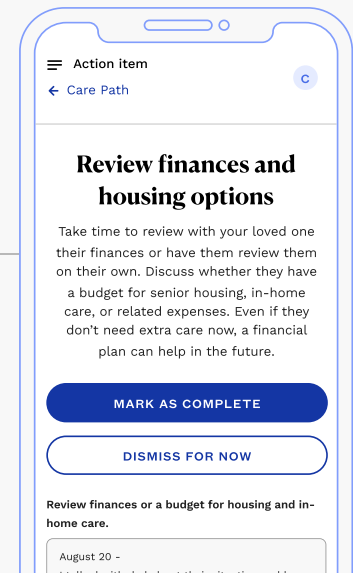 Action item
C
Care Path
Review finances and
housing options
Take time to review with your loved one
their finances or have them review them
on their own. Discuss whether they have
a budget for senior housing, in-home
care, or related expenses. Even if they
don't need extra care now, a financial
plan can help in the future.
MARK AS COMPLETE
DISMISS FOR NOW
Review finances or a budget for housing and in-
home care.
August 20 -